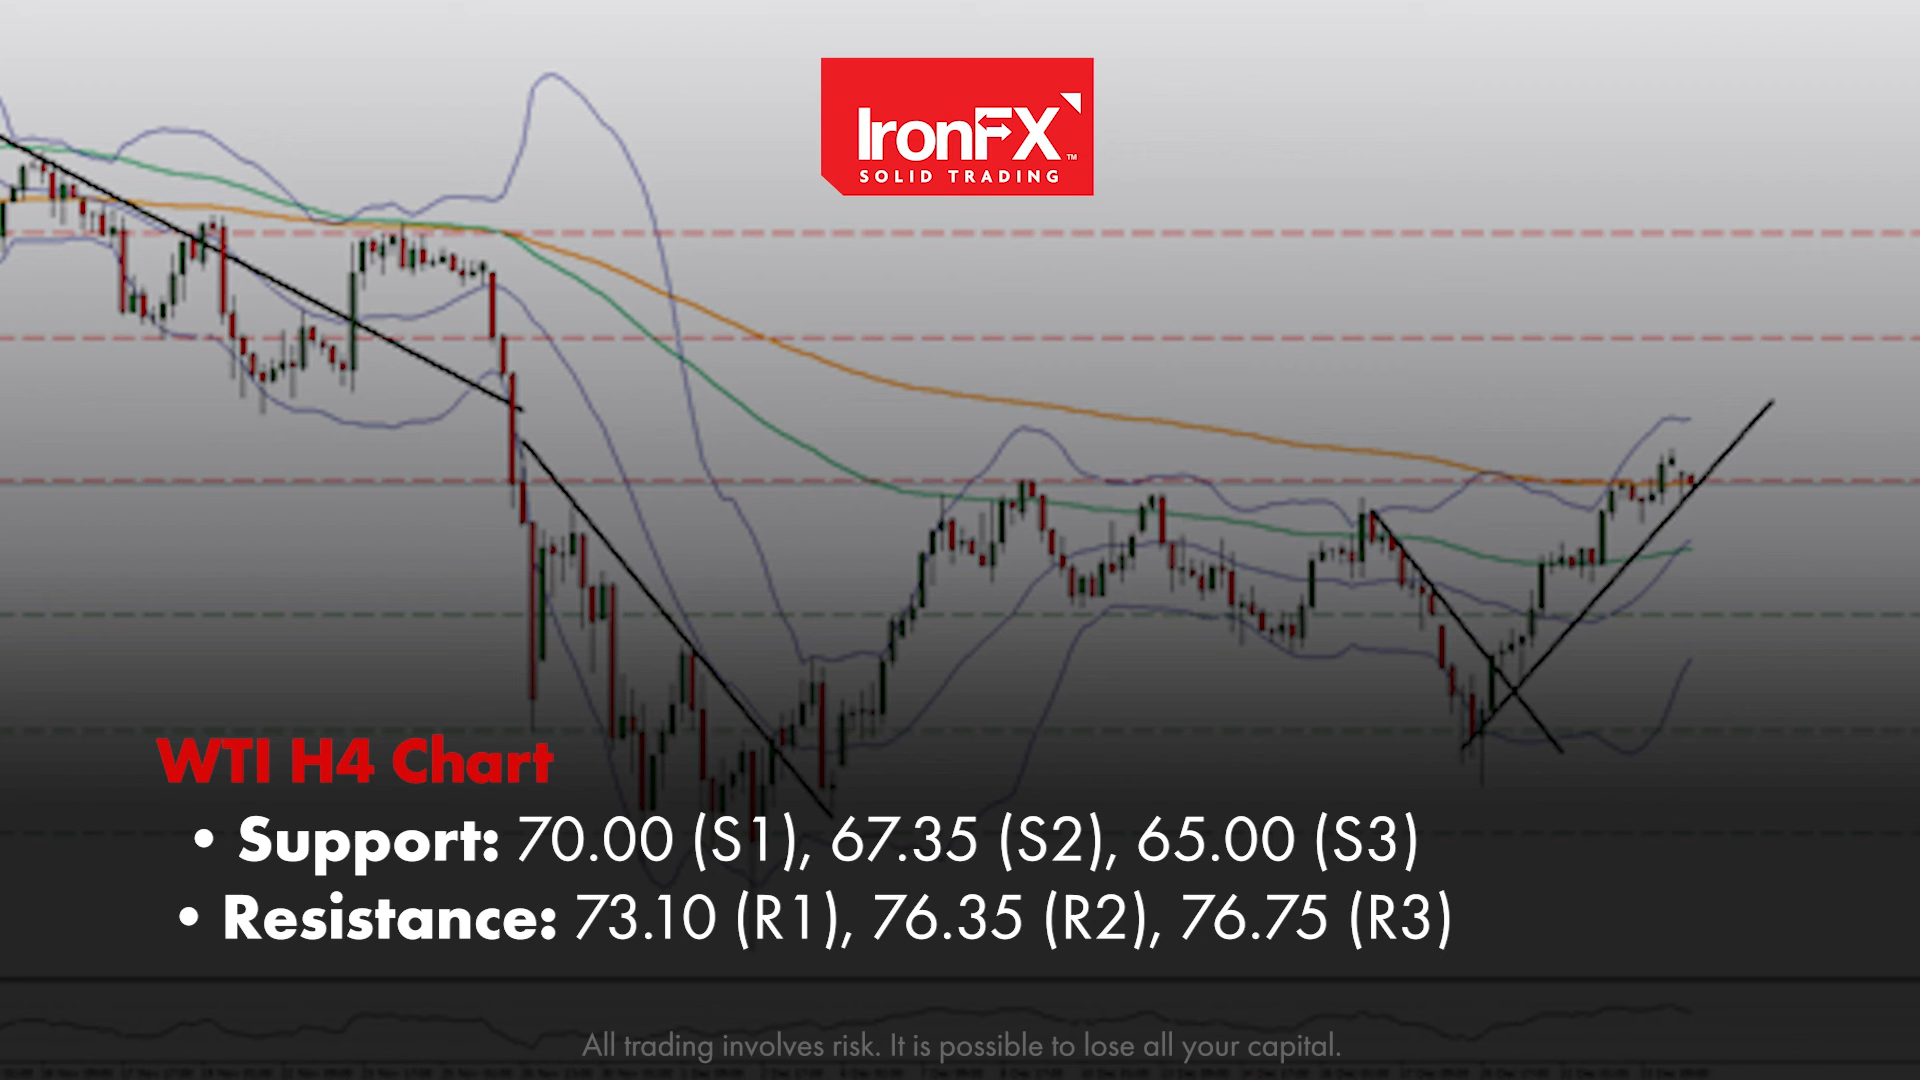 IronFX
™
SOLID TRADING
WTI H4 Chart
• Support: 70.00 (S1), 67.35 (S2), 65.00 (S3)
• Resistance: 73.10 (R1), 76.35 (R2), 76.75 (R3)
All trading involves risk. It is possible to lose all your capital.